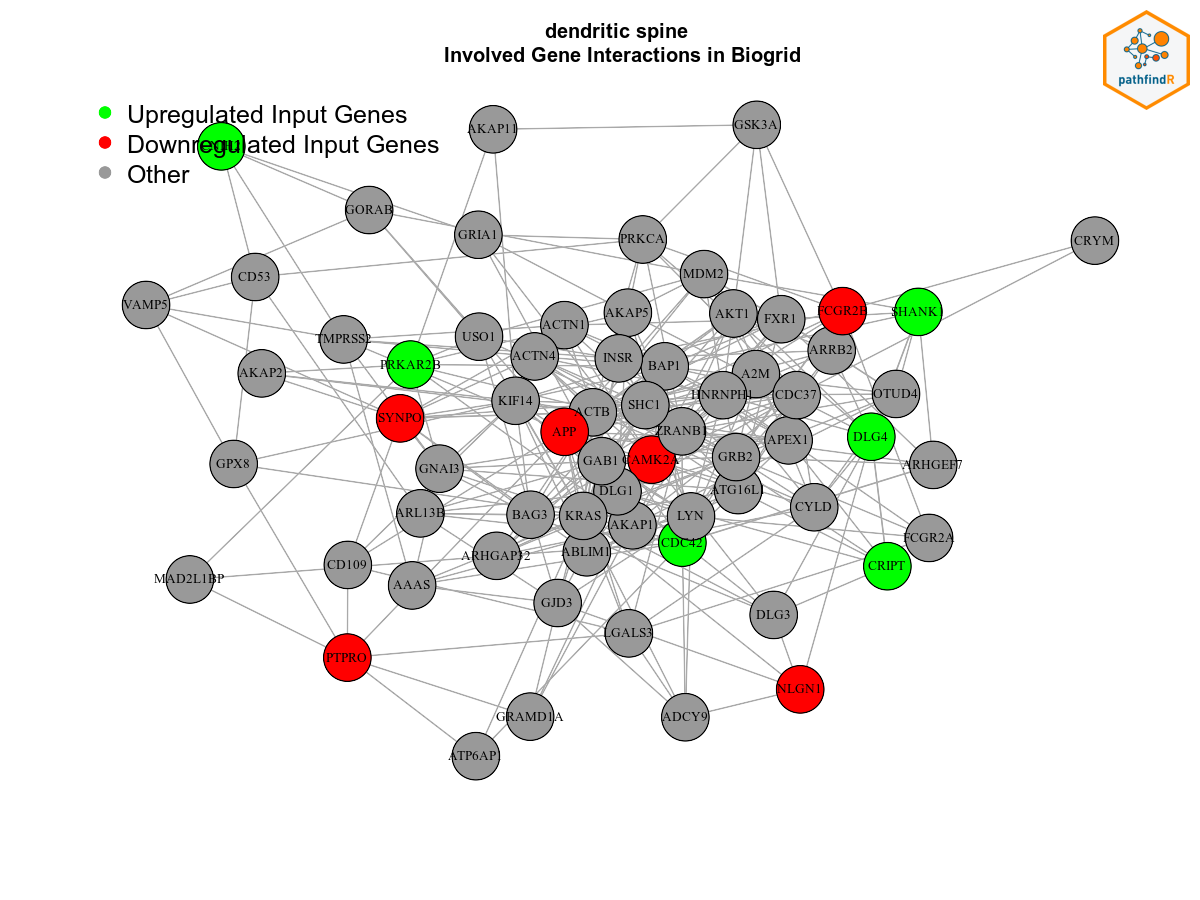 dendritic spine
Involved Gene Interactions in Biogrid
pathfindR
Upregulated Input Genes
Downregulated Input Genes
Other
AKAP11
GSK3A
GORAB
GRIA1
PRKCA
CRYM
CD53
MDM2
VAMP5
AKAP5
AKT1
FXR1
FCGR2B
SHANK1
TMPRSS2
USO1
ACTN1
ACTN4
INSR
BAP1
ARRB2
AKAP2
PRKAR2B
A2M
KIF14
HNRNPH1
CDC37
OTUD4
SYNPO
ACTB
SHC1
APP
ZRANB1
APEX1
DLG4
GPX8
GNAI3
GAB1
CAMK2A
GRB2
ARHGEF7
DLG1
ATG16L1
ARL13B
BAG3
KRAS
AKAP1
LYN
CYLD
FCGR2A
CDC42
MAD2L1BP
CD109
AAAS
ARHGAP32
ABLIM1
CRIPT
GJD3
DLG3
LGALS3
PTPRO
NLGN1
GRAMD1A
ADCY9
ATP6AP1